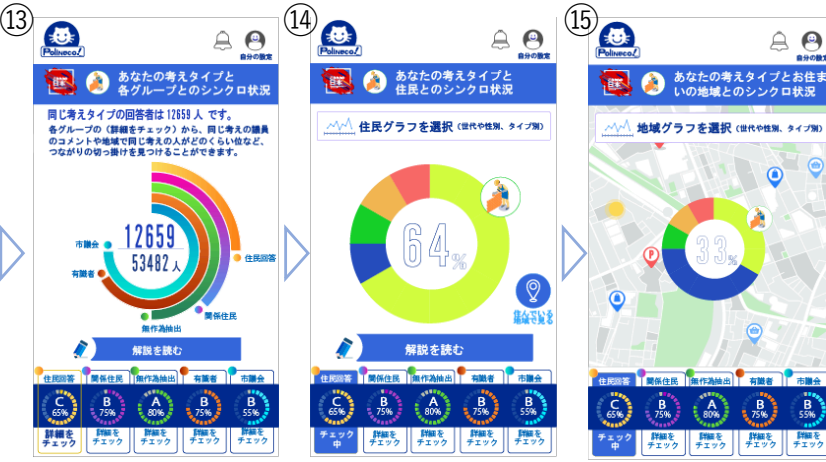 ⑬
Polineco!
自分の設定
あなたの考えタイプと
各グループとのシンクロ状況
同じ考えタイプの回答者は12659人 です。
各グループの（詳細をチェック）から、同じ考えの議員
のコメントや地域で同じ考えの人がどのくらい位など、
つながりの切っ掛けを見つけることができます。
12659
53482人
市議会
有識者
無作為抽出
関係住民
住民回答
解説を読む
住民回答 関係住民 無作為抽出 有識者 市議会
C B A B B
65% 75% 80% 75% 55%
詳細を 詳細を 詳細を 詳細を 詳細を
チェック チェック チェック チェック チェック
⑭
Polineco!
自分の設定
あなたの考えタイプと
住民とのシンクロ状況
住民グラフを選択（世代や性別、タイプ別）
64%
住んでいる
地域で見る
解説を読む
住民回答 関係住民 無作為抽出 有識者 市議会
C B A B B
65% 75% 80% 75% 55%
チェック 詳細を 詳細を 詳細を 詳細を
中 チェック チェック チェック チェック
⑮
Polineco!
自分の設定
あなたの考えタイプとお住ま
いの地域とのシンクロ状況
地域グラフを選択（世代や性別、タイプ別）
33%
P
住民回答 関係住民 無作為抽出 有識者 市議会
C B A B B
65% 75% 80% 75% 55%
チェック 詳細を 詳細を 詳細を 詳細を
中 チェック チェック チェック チェック